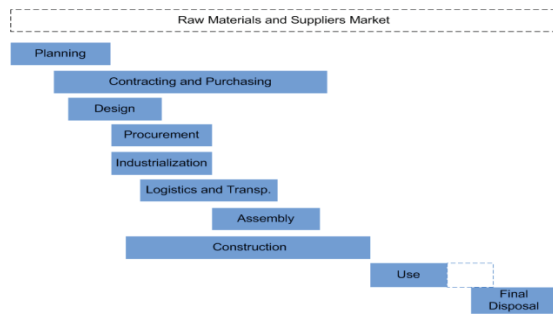 Raw Materials and Suppliers Market
Planning
Contracting and Purchasing
Design
Procurement
Industrialization
Logistics and Transp.
Assembly
Construction
Use
Final
Disposal